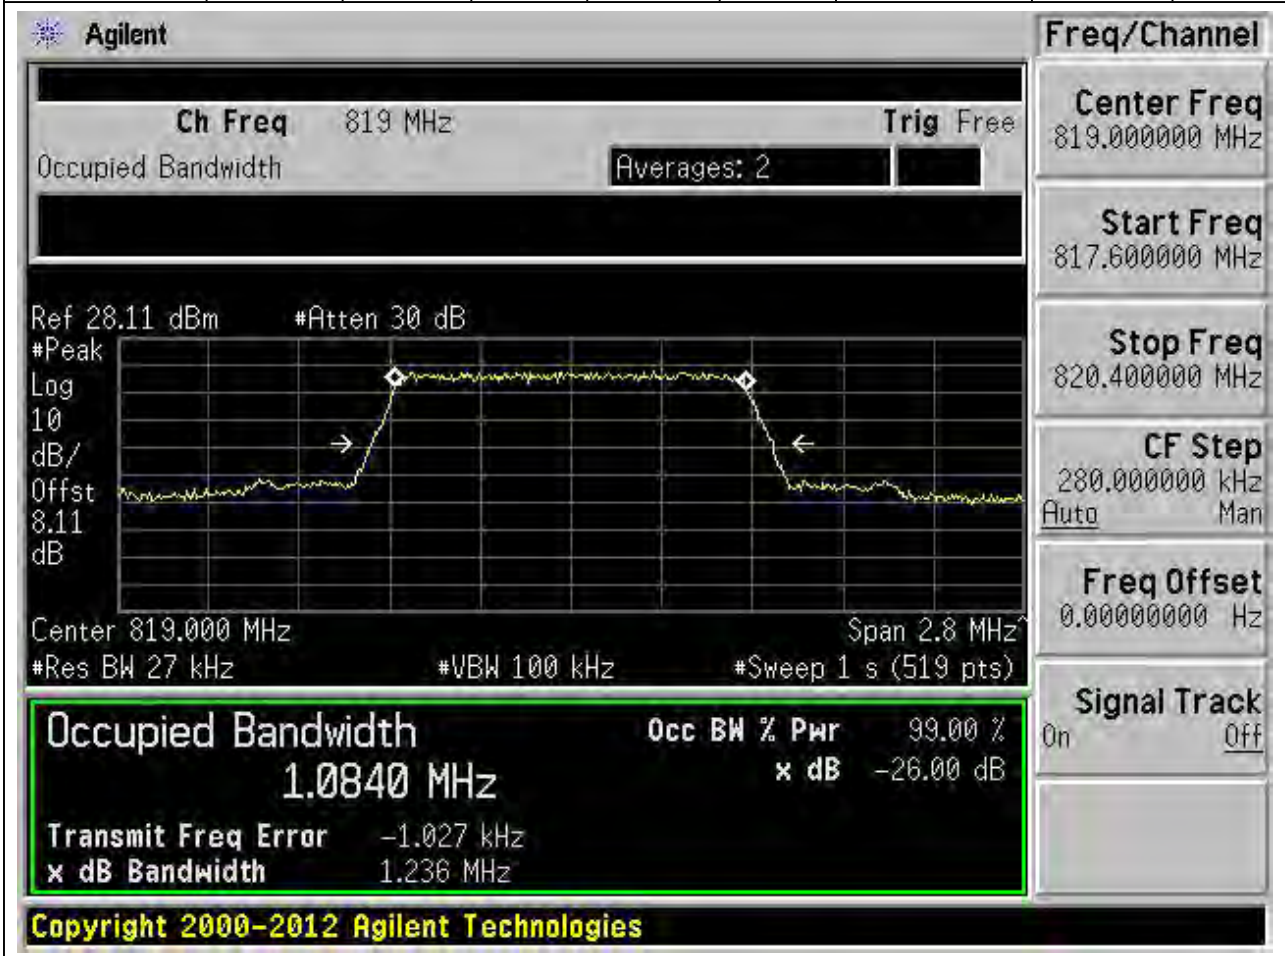 Agilent
Freq/Channel
Ch Freq 819 MHz Trig Free
Occupied Bandwidth
Averages: 2
Center Freq
819.000000 MHz
Start Freq
817.600000 MHz
Stop Freq
820.400000 MHz
CF Step
280.000000 kHz
Auto Man
Freq Offset
0.00000000 Hz
Signal Track
On Off
Ref 28.11 dBm #Atten 30 dB
#Peak
Log
10
dB/
Offst
8.11
dB
Center 819.000 MHz Span 2.8 MHz^
#Res BW 27 kHz #VBW 100 kHz #Sweep 1 s (519 pts)
Occupied Bandwidth
1.0840 MHz
Occ BW % Pwr 99.00 %
x dB -26.00 dB
Transmit Freq Error -1.027 kHz
x dB Bandwidth 1.236 MHz
Copyright 2000-2012 Agilent Technologies